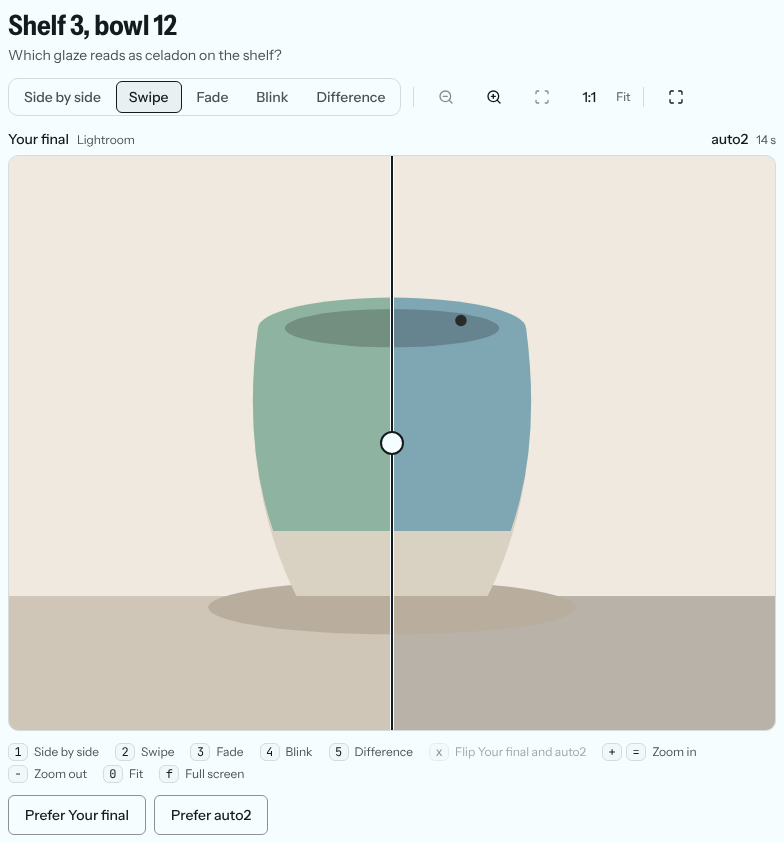 Shelf 3, bowl 12
Which glaze reads as celadon on the shelf?
Side by side Swipe Fade Blink Difference 1:1 Fit
Your final Lightroom auto2 14 s
1 Side by side 2 Swipe 3 Fade 4 Blink 5 Difference x Flip Your final and auto2 + = Zoom in
- Zoom out 0 Fit f Full screen
Prefer Your final Prefer auto2